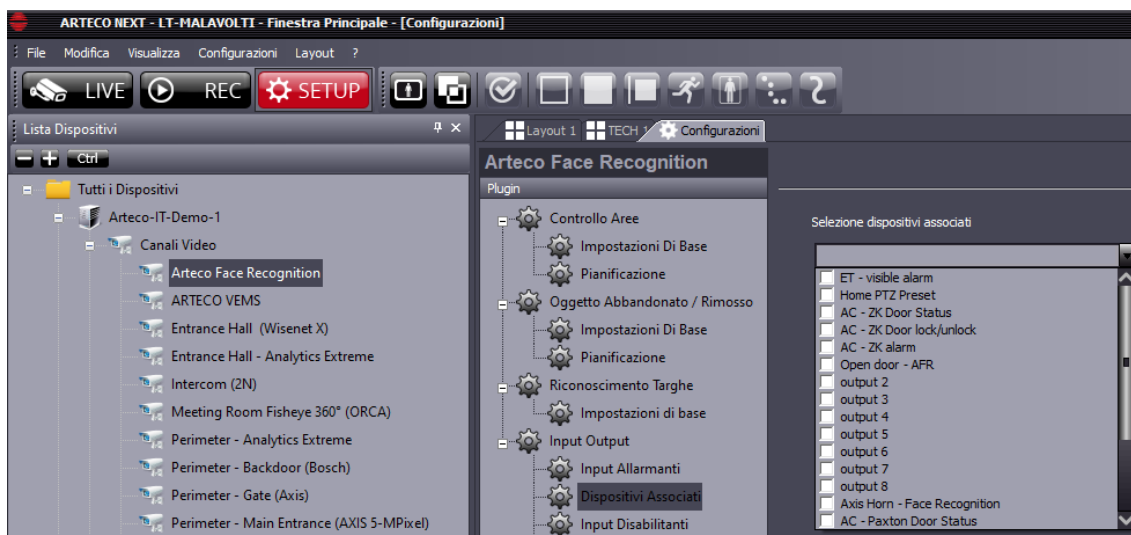 ARTECO NEXT - LT-MALAVOLTI - Finestra Principale - [Configurazioni]
File Modifica Visualizza Configurazioni Layout ?
LIVE REC SETUP
Lista Dispositivi
Ctrl
Tutti i Dispositivi
Arteco-IT-Demo-1
Canali Video
Arteco Face Recognition
ARTECO VEMS
Entrance Hall (Wisenet X)
Entrance Hall - Analytics Extreme
Intercom (2N)
Meeting Room Fisheye 360° (ORCA)
Perimeter - Analytics Extreme
Perimeter - Backdoor (Bosch)
Perimeter - Gate (Axis)
Perimeter - Main Entrance (AXIS 5-MPixel)
Layout 1 TECH 1 Configurazioni
Arteco Face Recognition
Plugin
Controllo Aree
Impostazioni Di Base
Pianificazione
Oggetto Abbandonato / Rimosso
Impostazioni Di Base
Pianificazione
Riconoscimento Targhe
Impostazioni di base
Input Output
Input Allarmanti
Dispositivi Associati
Input Disabilitanti
Selezione dispositivi associati
ET - visible alarm
Home PTZ Preset
AC - ZK Door Status
AC - ZK Door lock/unlock
AC - ZK alarm
Open door - AFR
output 2
output 3
output 4
output 5
output 6
output 7
output 8
Axis Horn - Face Recognition
AC - Paxton Door Status